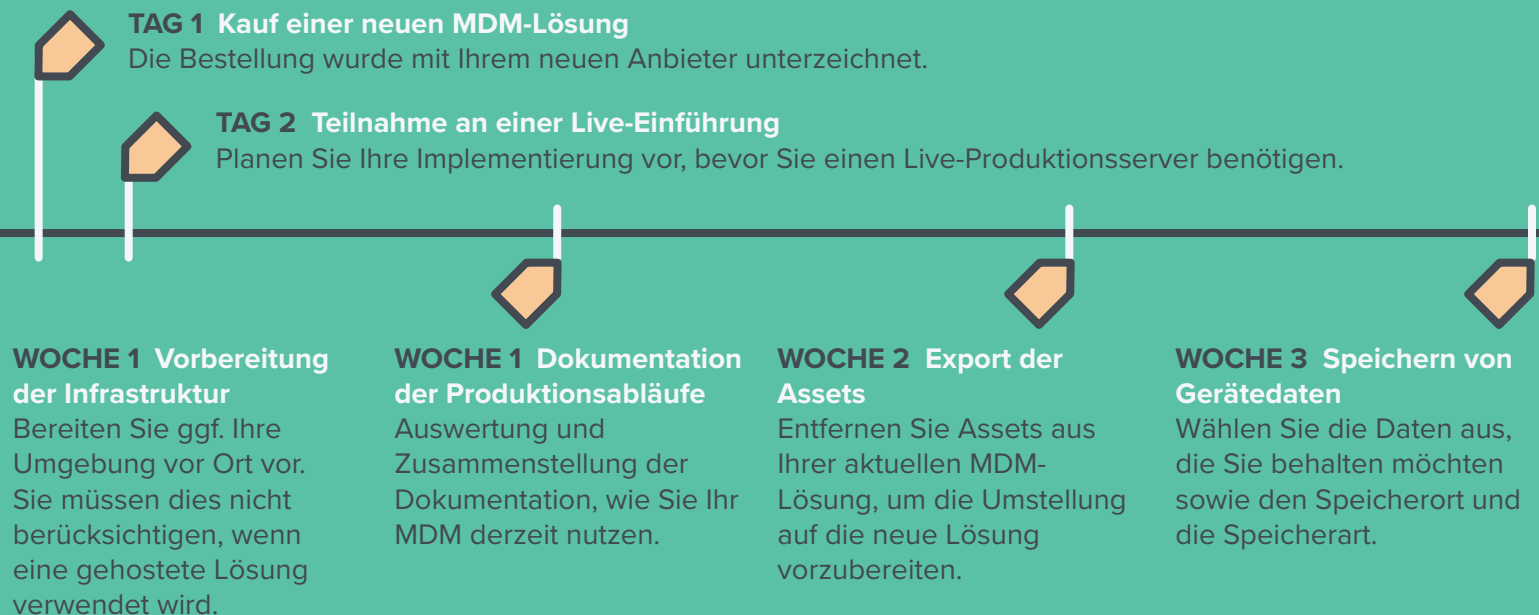 TAG 1 Kauf einer neuen MDM-Lösung
Die Bestellung wurde mit Ihrem neuen Anbieter unterzeichnet.
TAG 2 Teilnahme an einer Live-Einführung
Planen Sie Ihre Implementierung vor, bevor Sie einen Live-Produktionsserver benötigen.
WOCHE 1 Vorbereitung
der Infrastruktur
Bereiten Sie ggf. Ihre
Umgebung vor Ort vor.
Sie müssen dies nicht
berücksichtigen, wenn
eine gehostete Lösung
verwendet wird.
WOCHE 1 Dokumentation
der Produktionsabläufe
Auswertung und
Zusammenstellung der
Dokumentation, wie Sie Ihr
MDM derzeit nutzen.
WOCHE 2 Export der
Assets
Entfernen Sie Assets aus
Ihrer aktuellen MDM-
Lösung, um die Umstellung
auf die neue Lösung
vorzubereiten.
WOCHE 3 Speichern von
Gerätedaten
Wählen Sie die Daten aus,
die Sie behalten möchten
sowie den Speicherort und
die Speicherart.